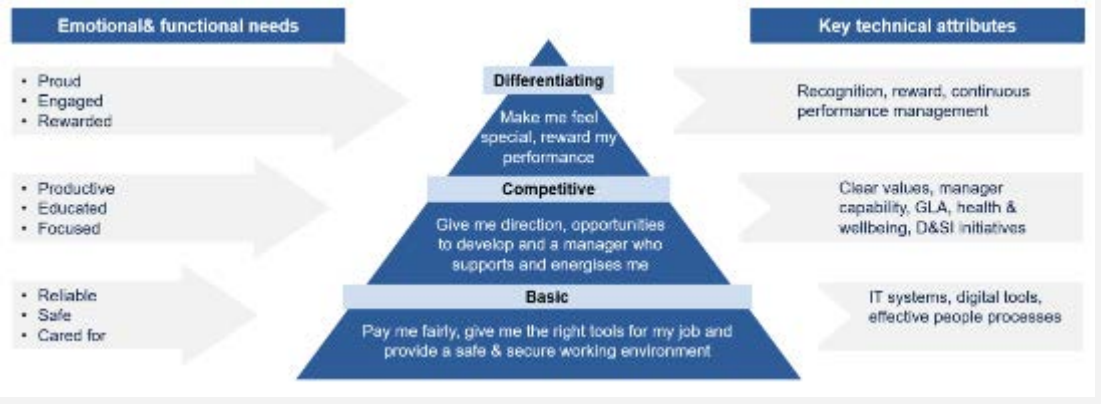 Emotional& functional needs
Key technical attributes
• Proud
• Engaged
• Rewarded
Differentiating
Make me feel
special, reward my
performance
Recognition, reward, continuous
performance management
• Productive
• Educated
• Focused
Competitive
Give me direction, opportunities
to develop and a manager who
supports and energises me
Clear values, manager
capability, GLA, health &
wellbeing, D&SI initiatives
• Reliable
• Safe
• Cared for
Basic
Pay me fairly, give me the right tools for my job and
provide a safe & secure working environment
IT systems, digital tools,
effective people processes